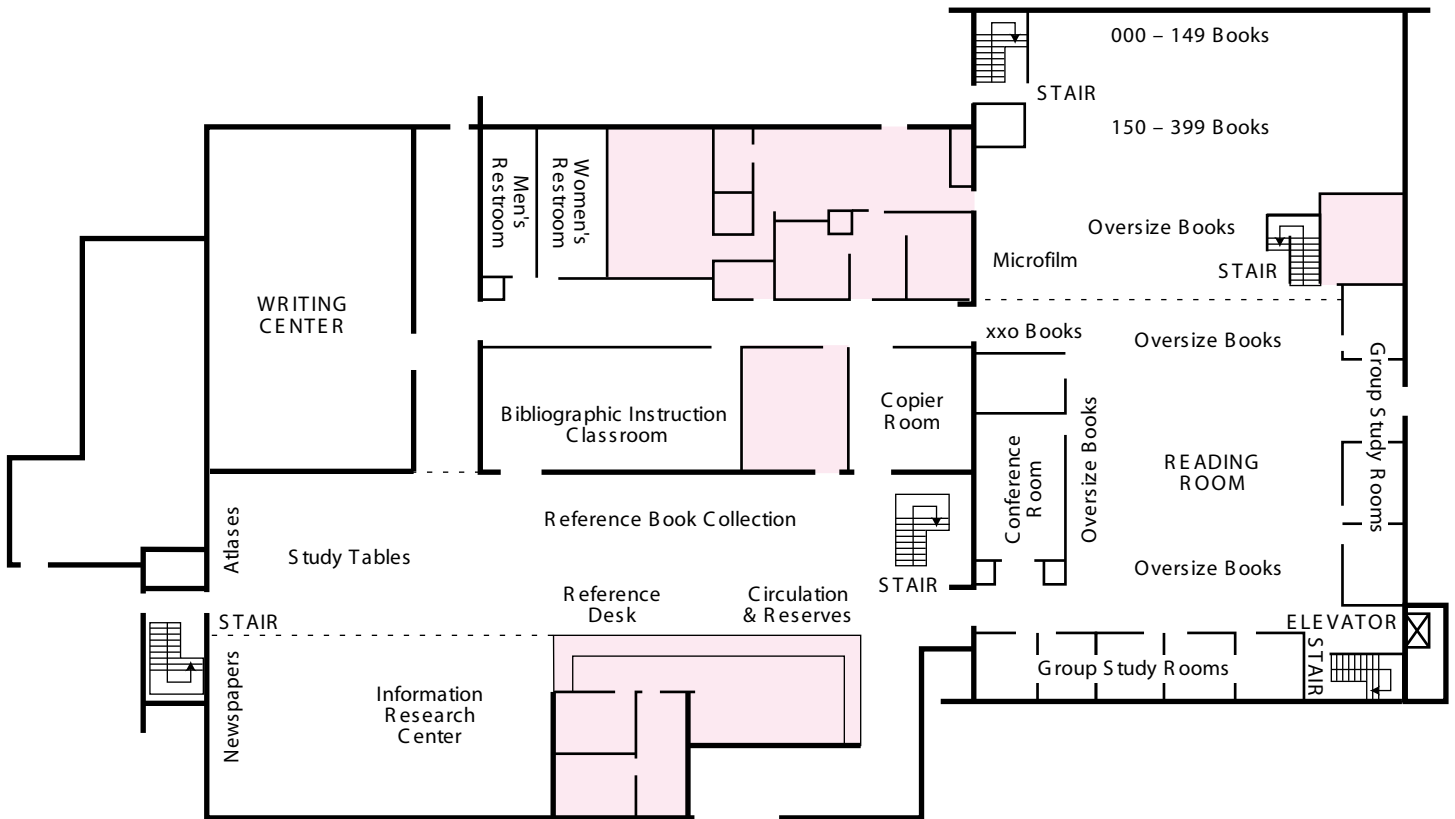 000 – 149 Books
STAIR
150 – 399 Books
Men's
Restroom
Women's
Restroom
Oversize Books
Microfilm
STAIR
WRITING
CENTER
xxo Books
Oversize Books
Group Study Rooms
Bibliographic Instruction
Classroom
Copier
Room
Oversize Books
Conference
Room
READING
ROOM
Atlases
Reference Book Collection
Study Tables
STAIR
Oversize Books
Reference
Desk
Circulation
& Reserves
STAIR
ELEVATOR
STAIR
Group Study Rooms
Newspapers
Information
Research
Center